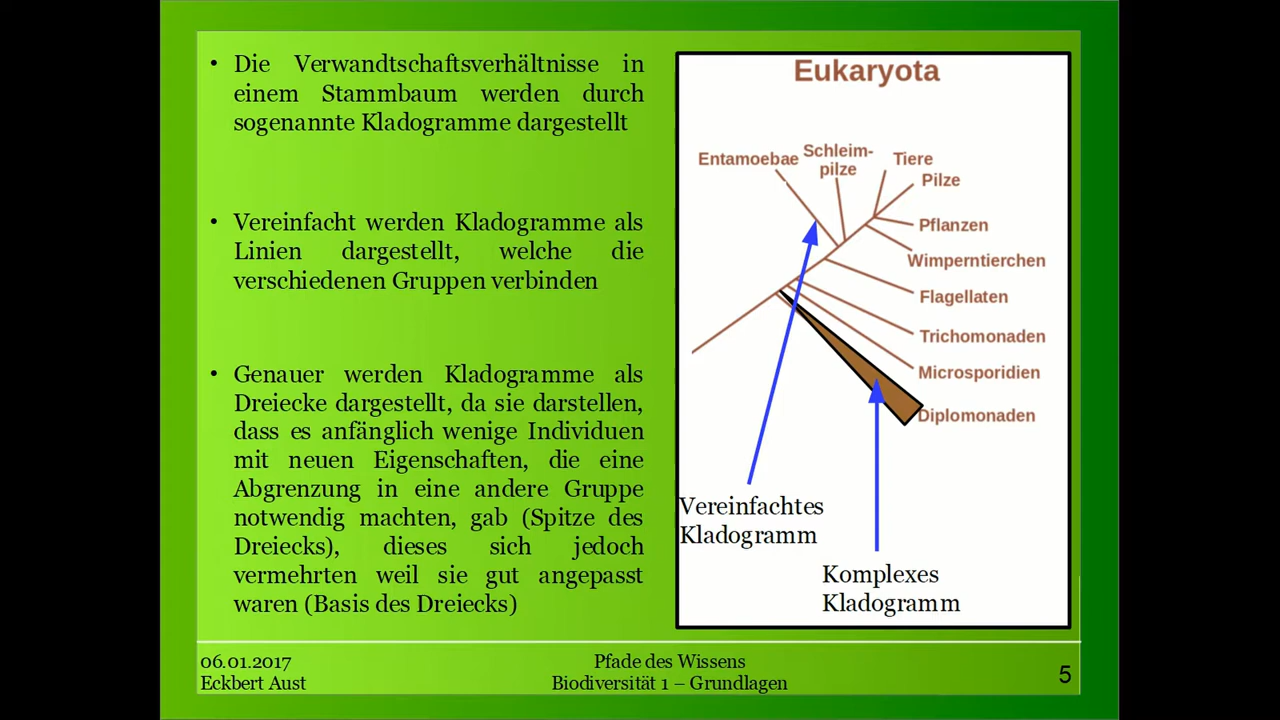 • Die Verwandtschaftsverhältnisse in
einem Stammbaum werden durch
sogenannte Kladogramme dargestellt
• Vereinfacht werden Kladogramme als
Linien dargestellt, welche die
verschiedenen Gruppen verbinden
• Genauer werden Kladogramme als
Dreiecke dargestellt, da sie darstellen,
dass es anfänglich wenige Individuen
mit neuen Eigenschaften, die eine
Abgrenzung in eine andere Gruppe
notwendig machten, gab (Spitze des
Dreiecks), dieses sich jedoch
vermehrten weil sie gut angepasst
waren (Basis des Dreiecks)
Eukaryota
Entamoebae
Schleim-
pilze
Tiere
Pilze
Pflanzen
Wimperntierchen
Flagellaten
Trichomonaden
Microsporidien
Diplomonaden
Vereinfachtes
Kladogramm
Komplexes
Kladogramm
06.01.2017
Eckbert Aust
Pfade des Wissens
Biodiversität 1 – Grundlagen
5